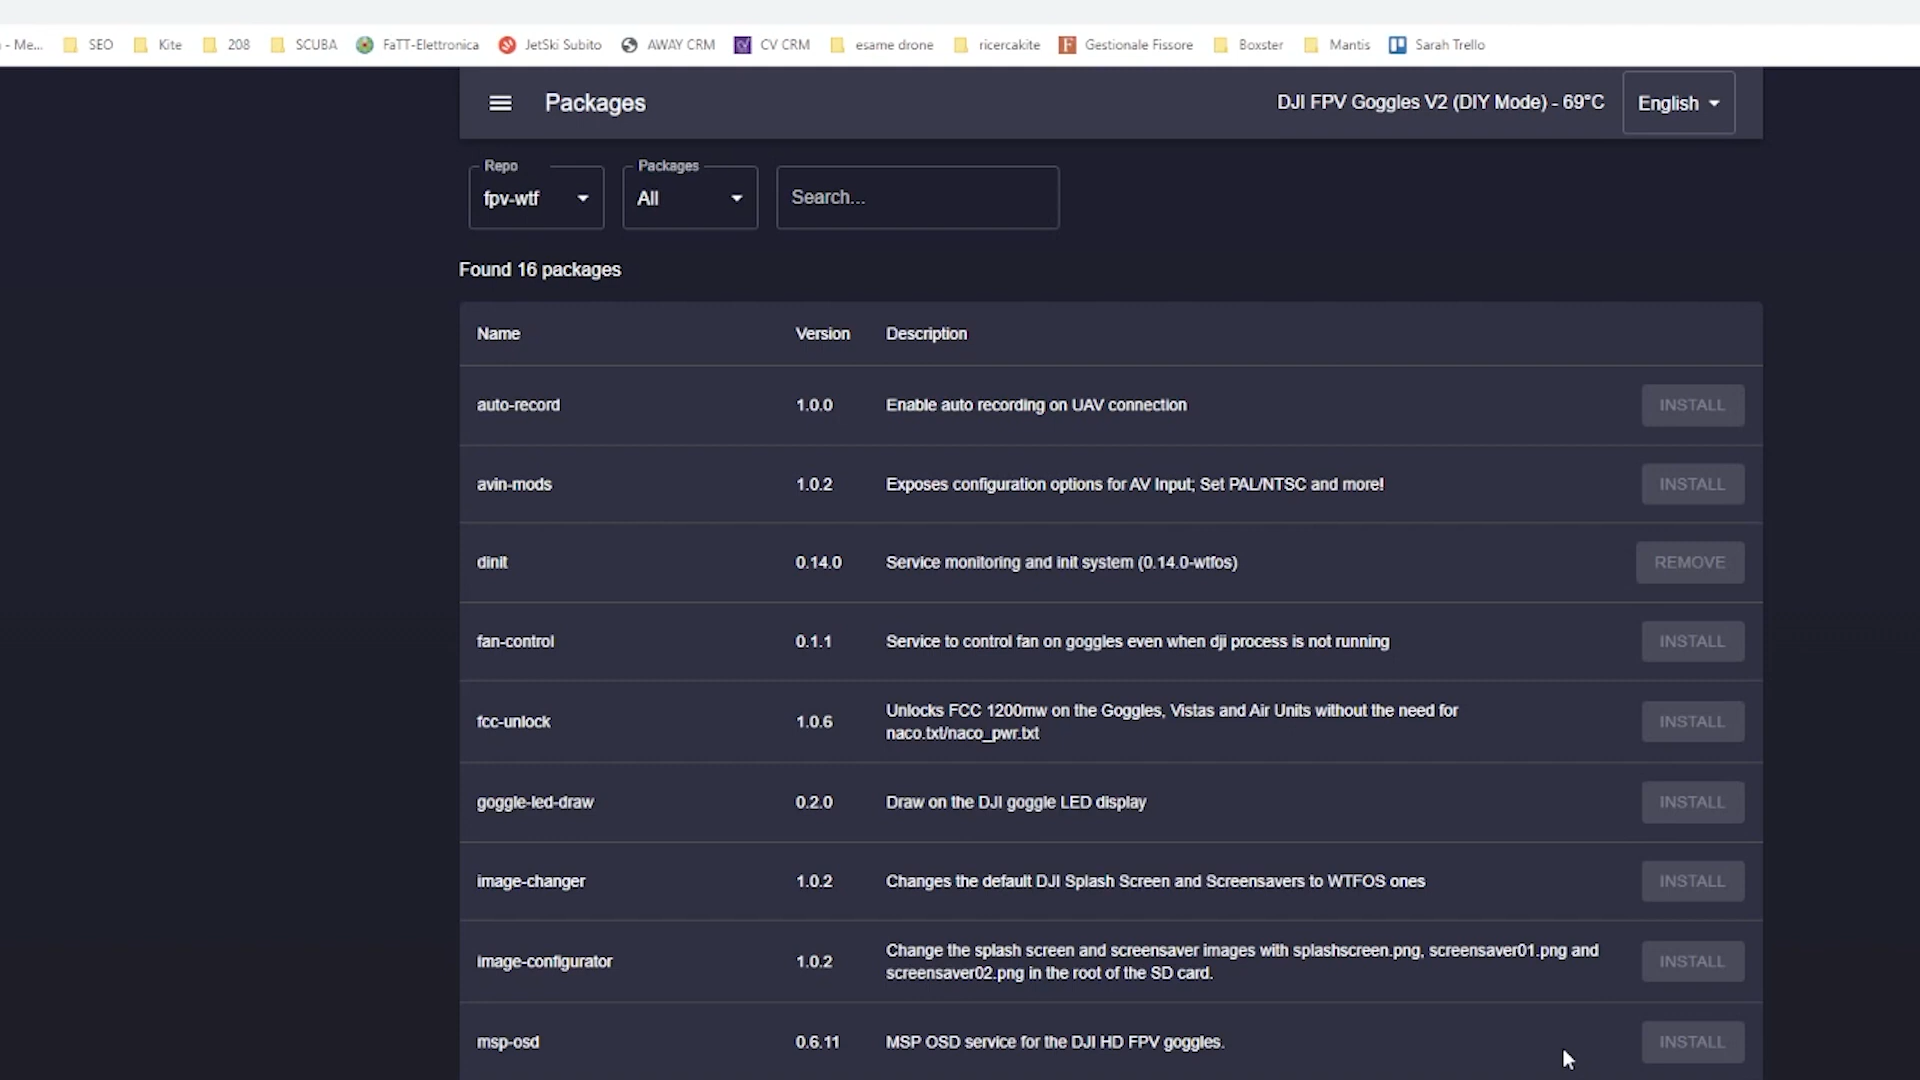 - Me... SEO Kite 208 SCUBA FaTT-Elettronica JetSki Subito AWAY CRM CV CRM esame drone ricercakite Gestionale Fissore Boxster Mantis Sarah Trello
Packages DJI FPV Goggles V2 (DIY Mode) - 69°C English
Repo Packages
fpv-wtf All Search...
Found 16 packages
Name Version Description
auto-record 1.0.0 Enable auto recording on UAV connection INSTALL
avin-mods 1.0.2 Exposes configuration options for AV Input; Set PAL/NTSC and more! INSTALL
dinit 0.14.0 Service monitoring and init system (0.14.0-wtfos) REMOVE
fan-control 0.1.1 Service to control fan on goggles even when dji process is not running INSTALL
fcc-unlock 1.0.6 Unlocks FCC 1200mw on the Goggles, Vistas and Air Units without the need for
naco.txt/naco_pwr.txt INSTALL
goggle-led-draw 0.2.0 Draw on the DJI goggle LED display INSTALL
image-changer 1.0.2 Changes the default DJI Splash Screen and Screensavers to WTFOS ones INSTALL
image-configurator 1.0.2 Change the splash screen and screensaver images with splashscreen.png, screensaver01.png and
screensaver02.png in the root of the SD card. INSTALL
msp-osd 0.6.11 MSP OSD service for the DJI HD FPV goggles. INSTALL